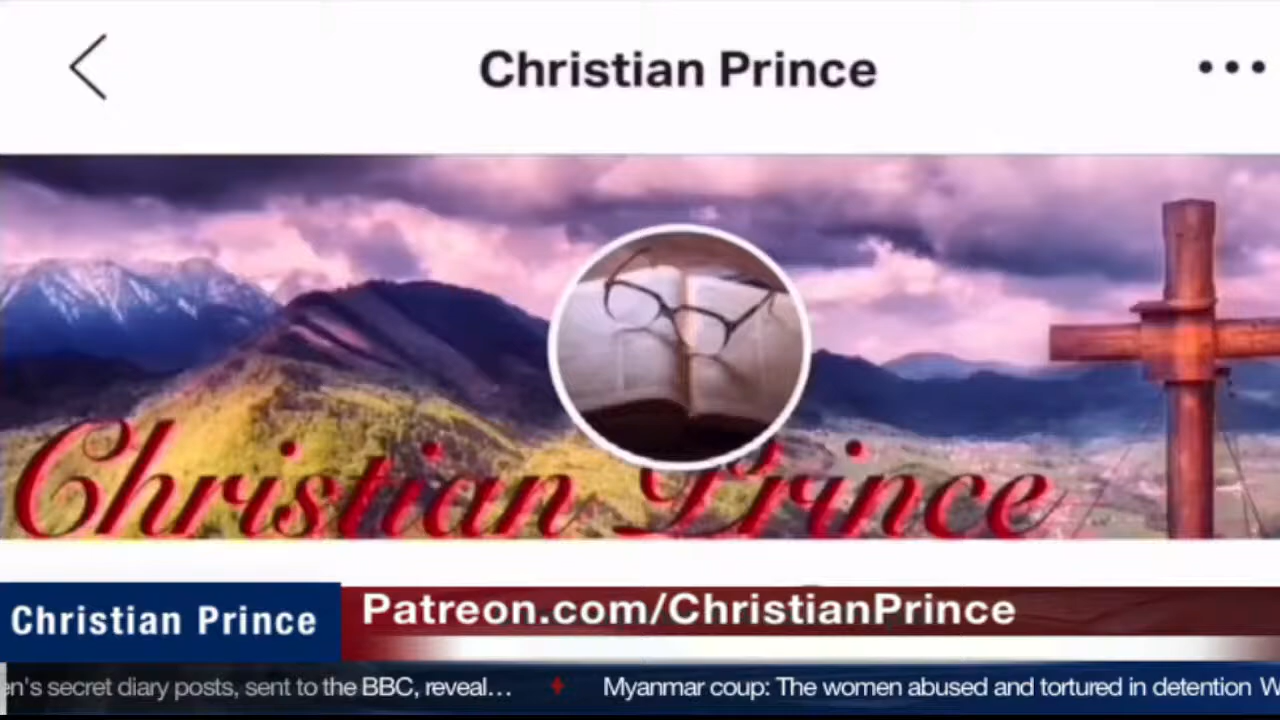 Christian Prince
Christian Prince
Christian Prince
Patreon.com/ChristianPrince
en's secret diary posts, sent to the BBC, reveal... Myanmar coup: The women abused and tortured in detention W